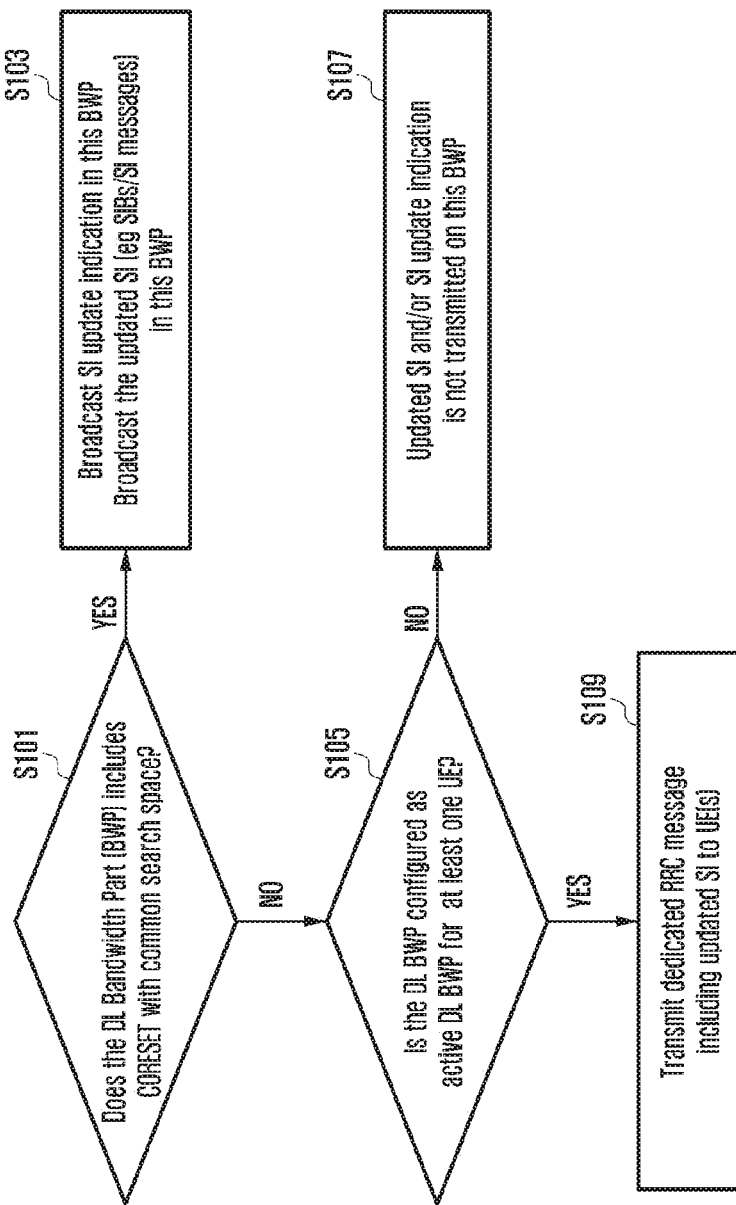 S101
Does the DL Bandwidth Part (BWP) includes
CORESET with common search space?
YES
S103
Broadcast SI update indication in this BWP
Broadcast the updated SI (eg SIBs/SI messages)
in this BWP
NO
S105
Is the DL BWP configured as
active DL BWP for at least one UE?
NO
S107
Updated SI and/or SI update indication
is not transmitted on this BWP
YES
S109
Transmit dedicated RRC message
including updated SI to UE(s)